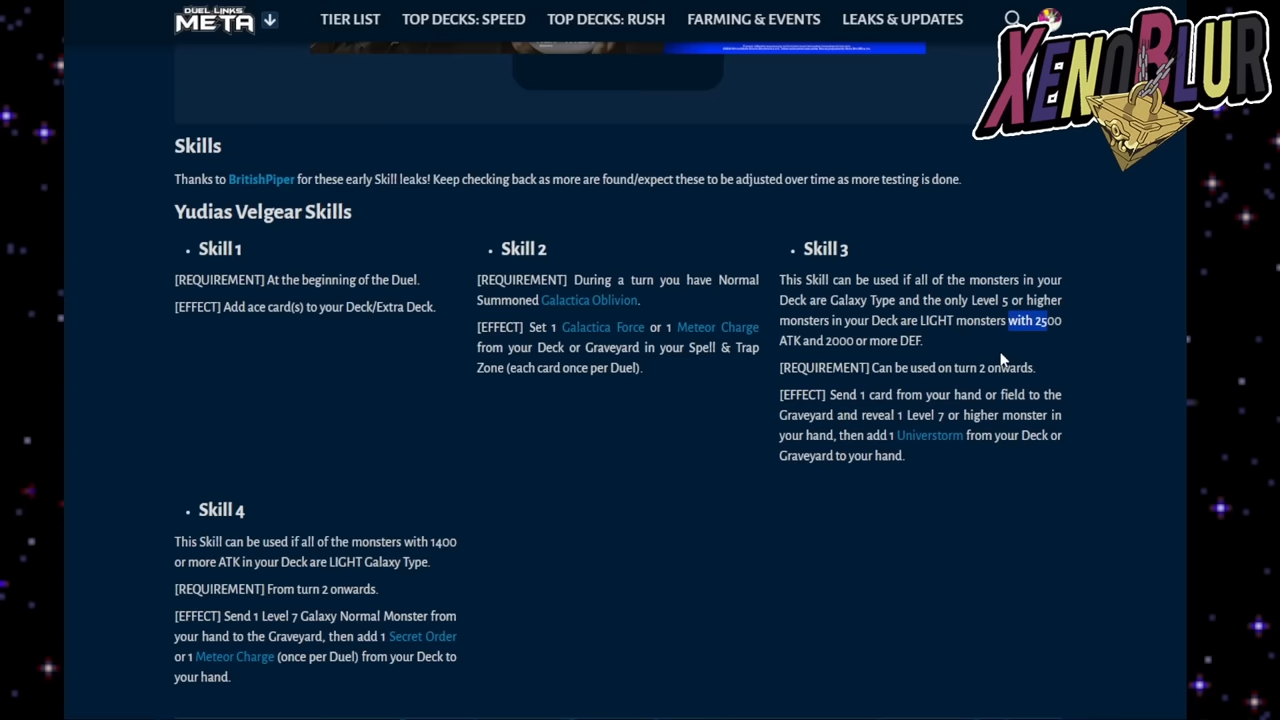 DUEL LINKS
META
TIER LIST
TOP DECKS: SPEED
TOP DECKS: RUSH
FARMING & EVENTS
LEAKS & UPDATES
XENOBLUR
Skills
Thanks to BritishPiper for these early Skill leaks! Keep checking back as more are found/expect these to be adjusted over time as more testing is done.
Yudias Velgear Skills
• Skill 1
[REQUIREMENT] At the beginning of the Duel.
[EFFECT] Add ace card(s) to your Deck/Extra Deck.
• Skill 2
[REQUIREMENT] During a turn you have Normal
Summoned Galactica Oblivion.
[EFFECT] Set 1 Galactica Force or 1 Meteor Charge
from your Deck or Graveyard in your Spell & Trap
Zone (each card once per Duel).
• Skill 3
This Skill can be used if all of the monsters in your
Deck are Galaxy Type and the only Level 5 or higher
monsters in your Deck are LIGHT monsters with 2500
ATK and 2000 or more DEF.
[REQUIREMENT] Can be used on turn 2 onwards.
[EFFECT] Send 1 card from your hand or field to the
Graveyard and reveal 1 Level 7 or higher monster in
your hand, then add 1 Universtorm from your Deck or
Graveyard to your hand.
• Skill 4
This Skill can be used if all of the monsters with 1400
or more ATK in your Deck are LIGHT Galaxy Type.
[REQUIREMENT] From turn 2 onwards.
[EFFECT] Send 1 Level 7 Galaxy Normal Monster from
your hand to the Graveyard, then add 1 Secret Order
or 1 Meteor Charge (once per Duel) from your Deck to
your hand.